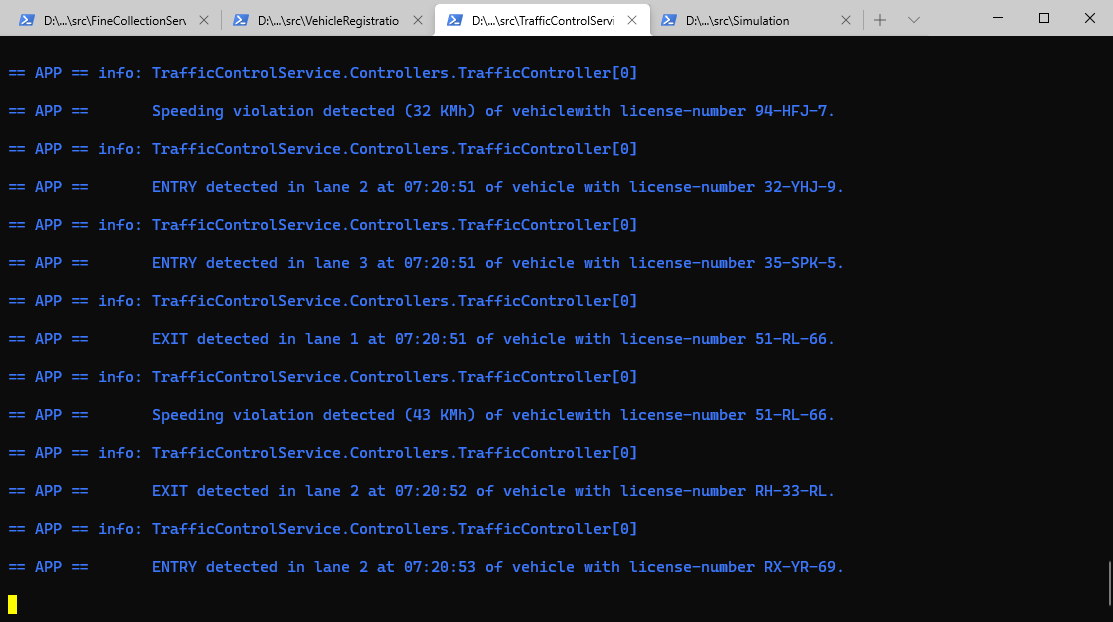 D:\...\src\FineCollectionServ
D:\...\src\VehicleRegistratio
D:\...\src\TrafficControlServi
D:\...\src\Simulation
== APP == info: TrafficControlService.Controllers.TrafficController[0]
== APP ==       Speeding violation detected (32 KMh) of vehiclewith license-number 94-HFJ-7.
== APP == info: TrafficControlService.Controllers.TrafficController[0]
== APP ==       ENTRY detected in lane 2 at 07:20:51 of vehicle with license-number 32-YHJ-9.
== APP == info: TrafficControlService.Controllers.TrafficController[0]
== APP ==       ENTRY detected in lane 3 at 07:20:51 of vehicle with license-number 35-SPK-5.
== APP == info: TrafficControlService.Controllers.TrafficController[0]
== APP ==       EXIT detected in lane 1 at 07:20:51 of vehicle with license-number 51-RL-66.
== APP == info: TrafficControlService.Controllers.TrafficController[0]
== APP ==       Speeding violation detected (43 KMh) of vehiclewith license-number 51-RL-66.
== APP == info: TrafficControlService.Controllers.TrafficController[0]
== APP ==       EXIT detected in lane 2 at 07:20:52 of vehicle with license-number RH-33-RL.
== APP == info: TrafficControlService.Controllers.TrafficController[0]
== APP ==       ENTRY detected in lane 2 at 07:20:53 of vehicle with license-number RX-YR-69.